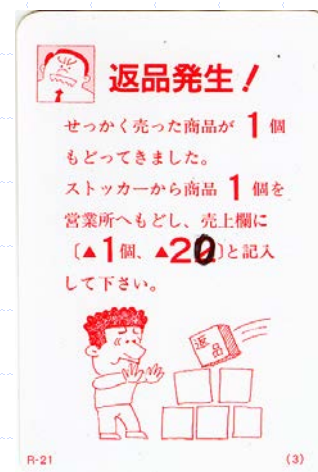 返品発生!
せっかく売った商品が1個
もどってきました。
ストッカーから商品1個を
営業所へもどし、売上欄に
〔▲1個、▲20〕と記入
して下さい。
返品
R-21 (3)